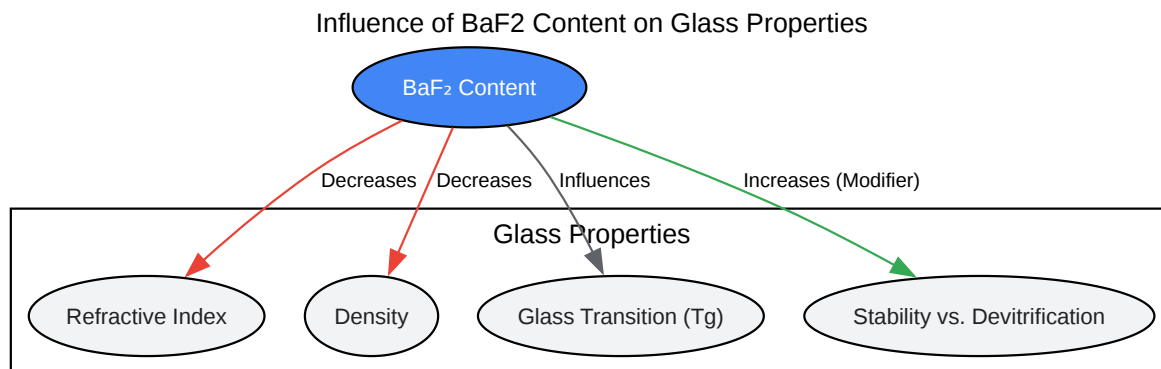 Influence of BaF2 Content on Glass Properties
BaF₂ Content
Decreases
Decreases
Influences
Increases (Modifier)
Glass Properties
Refractive Index
Density
Glass Transition (Tg)
Stability vs. Devitrification